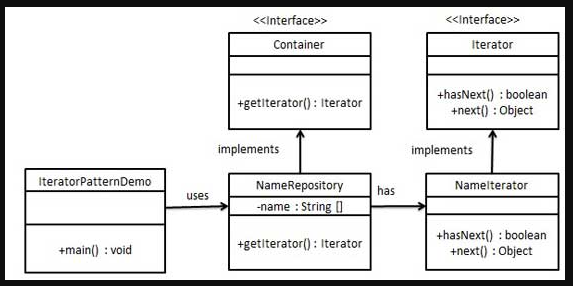 <<Interface>>
Container
+getIterator() : Iterator
<<Interface>>
Iterator
+hasNext() : boolean
+next() : Object
implements
implements
IteratorPatternDemo
+main() : void
uses
NameRepository
-name : String []
+getIterator() : Iterator
has
NameIterator
+hasNext() : boolean
+next() : Object